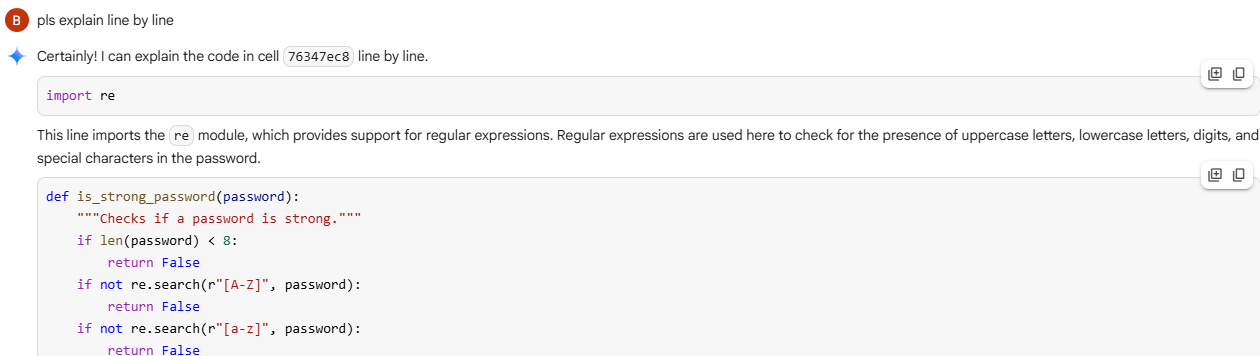 B pls explain line by line
Certainly! I can explain the code in cell 76347ec8 line by line.
import re
This line imports the re module, which provides support for regular expressions. Regular expressions are used here to check for the presence of uppercase letters, lowercase letters, digits, and
special characters in the password.
def is_strong_password(password):
    """Checks if a password is strong."""
    if len(password) < 8:
        return False
    if not re.search(r"[A-Z]", password):
        return False
    if not re.search(r"[a-z]", password):
        return False